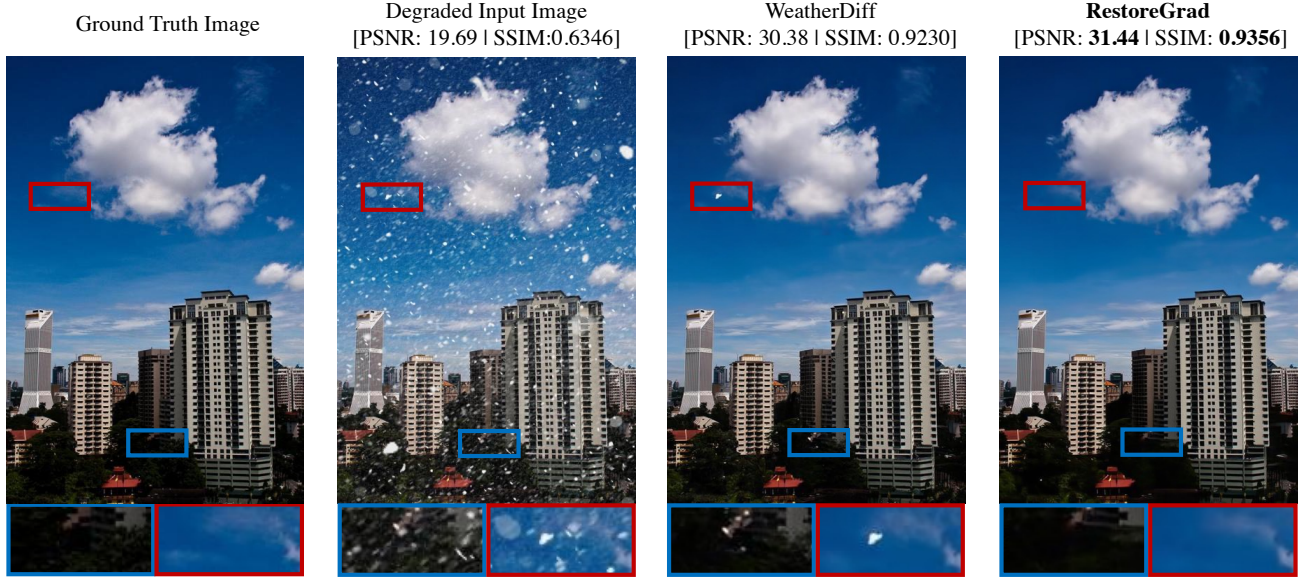 Ground Truth Image
Degraded Input Image
[PSNR: 19.69 | SSIM:0.6346]
WeatherDiff
[PSNR: 30.38 | SSIM: 0.9230]
RestoreGrad
[PSNR: 31.44 | SSIM: 0.9356]